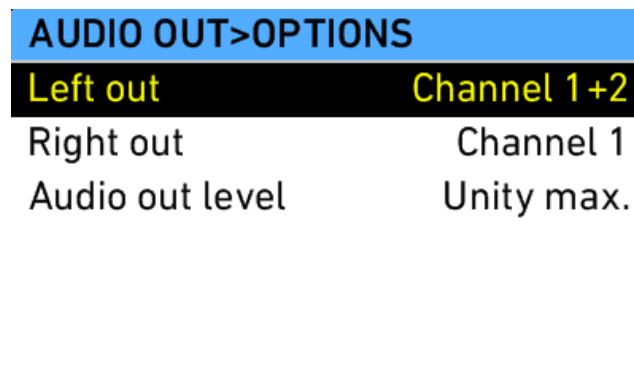 AUDIO OUT>OPTIONS
Left out Channel 1+2
Right out Channel 1
Audio out level Unity max.